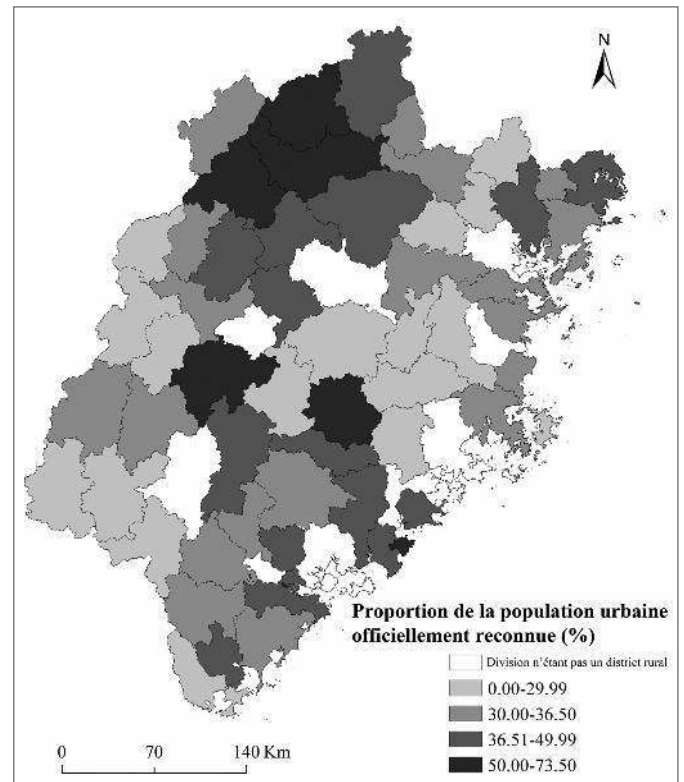 N
Proportion de la population urbaine
officiellement reconnue (%)
Division n'étant pas un district rural
0.00-29.99
30.00-36.50
36.51-49.99
50.00-73.50
0 70 140 Km